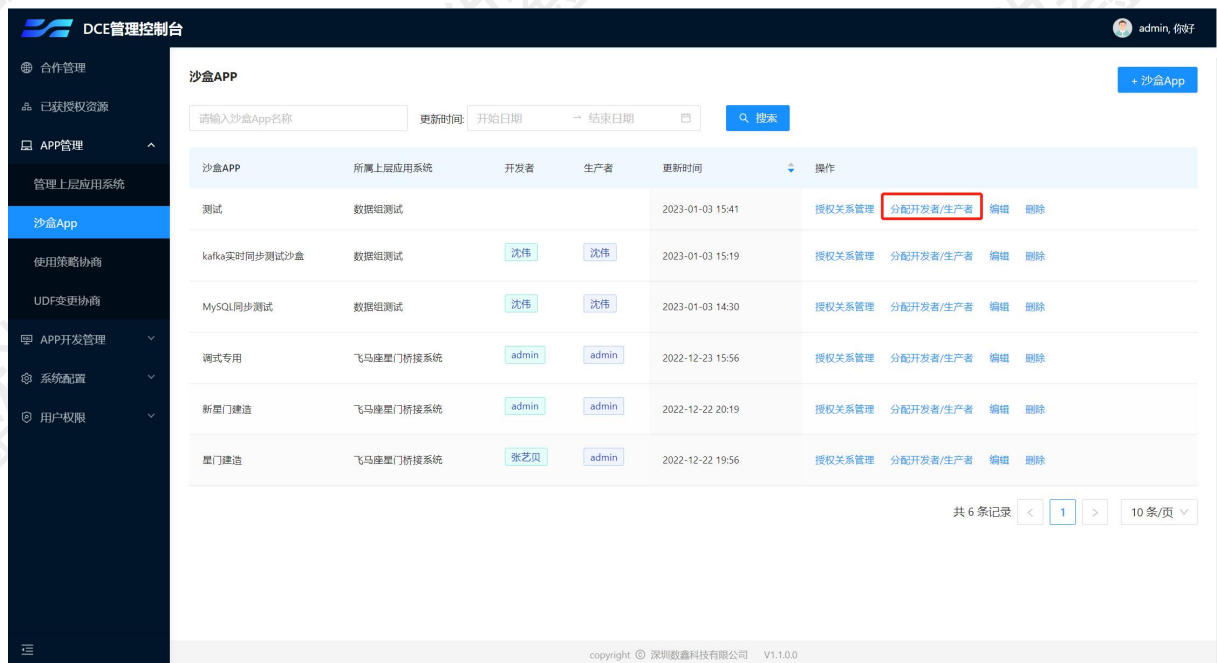 DCE管理控制台
admin, 你好
合作管理
已获授权资源
APP管理
管理上层应用系统
沙盒App
使用策略协商
UDF变更协商
APP开发管理
系统配置
用户权限
沙盒APP
+ 沙盒App
请输入沙盒App名称 更新时间: 开始日期 → 结束日期 搜索
沙盒APP 所属上层应用系统 开发者 生产者 更新时间 操作
测试 数据组测试 2023-01-03 15:41 授权关系管理 分配开发者/生产者 编辑 删除
kafka实时同步测试沙盒 数据组测试 沈伟 沈伟 2023-01-03 15:19 授权关系管理 分配开发者/生产者 编辑 删除
MySQL同步测试 数据组测试 沈伟 沈伟 2023-01-03 14:30 授权关系管理 分配开发者/生产者 编辑 删除
调式专用 飞马座星门桥接系统 admin admin 2022-12-23 15:56 授权关系管理 分配开发者/生产者 编辑 删除
新星门建造 飞马座星门桥接系统 admin admin 2022-12-22 20:19 授权关系管理 分配开发者/生产者 编辑 删除
星门建造 飞马座星门桥接系统 张艺贝 admin 2022-12-22 19:56 授权关系管理 分配开发者/生产者 编辑 删除
共 6 条记录 < 1 > 10 条/页
copyright © 深圳数鑫科技有限公司 V1.1.0.0